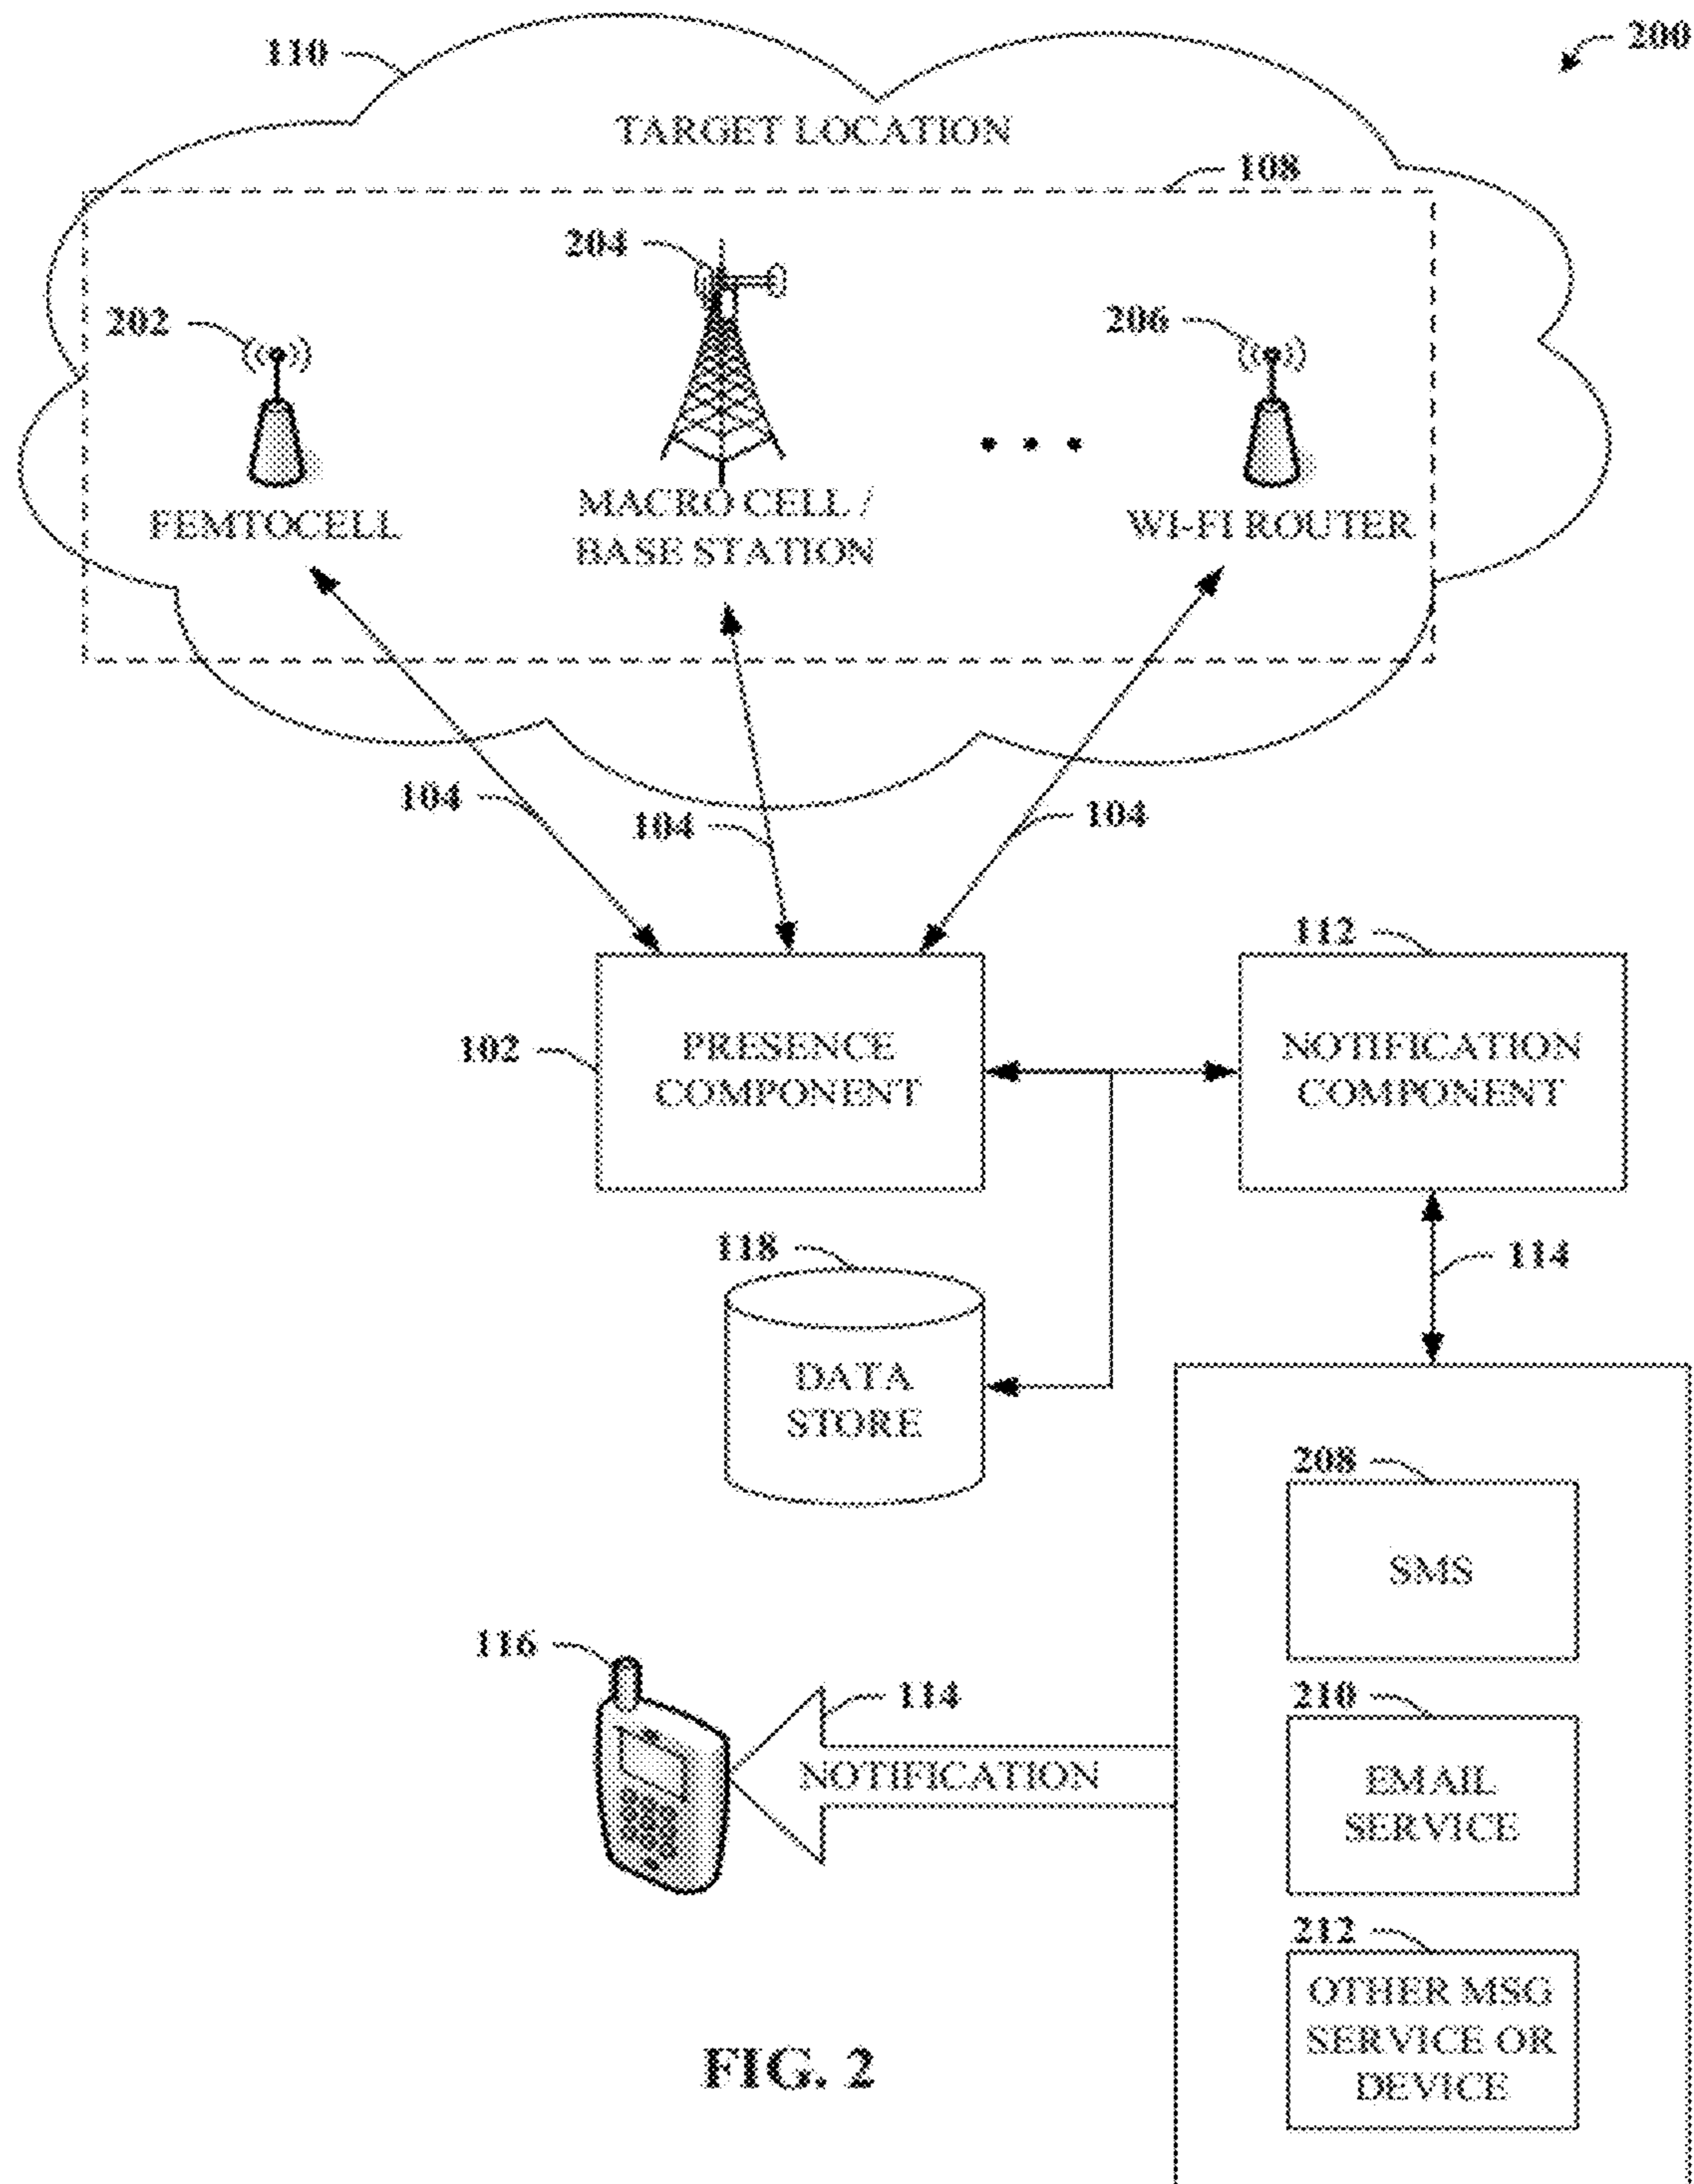 200
110
TARGET LOCATION
108
204
202
206
FEMTOCELL
MACRO CELL /
BASE STATION
WI-FI ROUTER
104
104
104
112
102
PRESENCE
COMPONENT
NOTIFICATION
COMPONENT
118
114
DATA
STORE
208
SMS
116
114
210
NOTIFICATION
EMAIL
SERVICE
212
OTHER MSG
SERVICE OR
DEVICE
FIG. 2